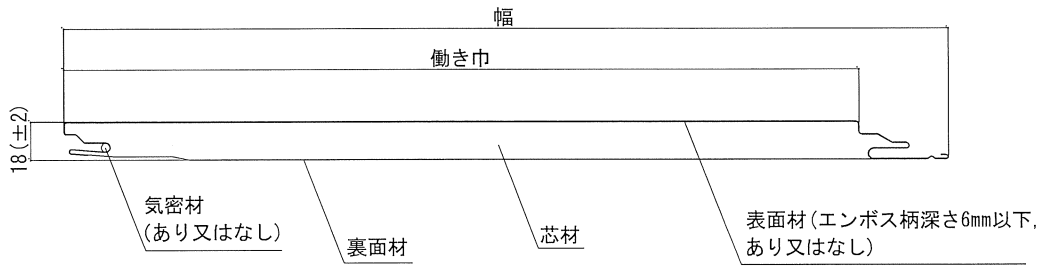 幅
働き巾
18(±2)
気密材
(あり又はなし)
裏面材
芯材
表面材(エンボス柄深さ6mm以下,
あり又はなし)